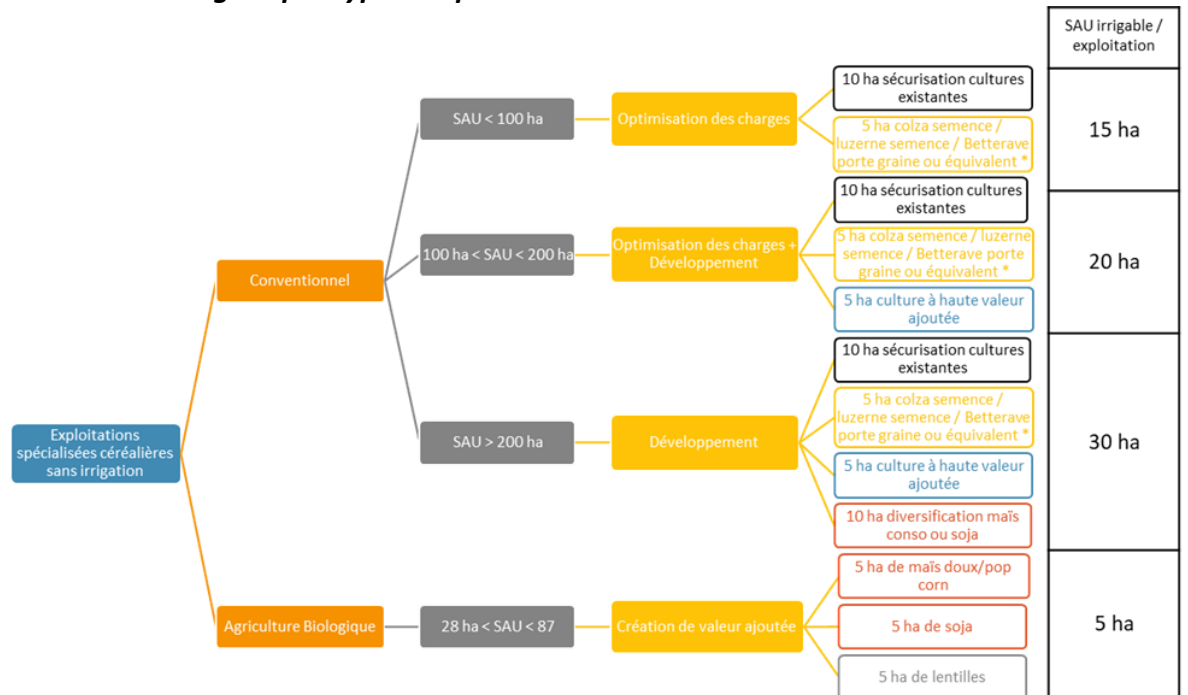 SAU irrigable /
exploitation
10 ha sécurisation cultures
existantes
SAU < 100 ha
Optimisation des charges
5 ha colza semence /
luzerne semence / Betterave
porte graine ou équivalent *
15 ha
10 ha sécurisation cultures
existantes
100 ha < SAU < 200 ha
Optimisation des charges +
Développement
5 ha colza semence / luzerne
semence / Betterave porte
graine ou équivalent *
20 ha
Conventionnel
5 ha culture à haute valeur
ajoutée
10 ha sécurisation cultures
existantes
Exploitations
spécialisées céréalières
sans irrigation
SAU > 200 ha
Développement
5 ha colza semence /
luzerne semence / Betterave
porte graine ou équivalent *
30 ha
5 ha culture à haute valeur
ajoutée
10 ha diversification maïs
conso ou soja
5 ha de maïs doux/pop
corn
Agriculture Biologique
28 ha < SAU < 87
Création de valeur ajoutée
5 ha de soja
5 ha
5 ha de lentilles